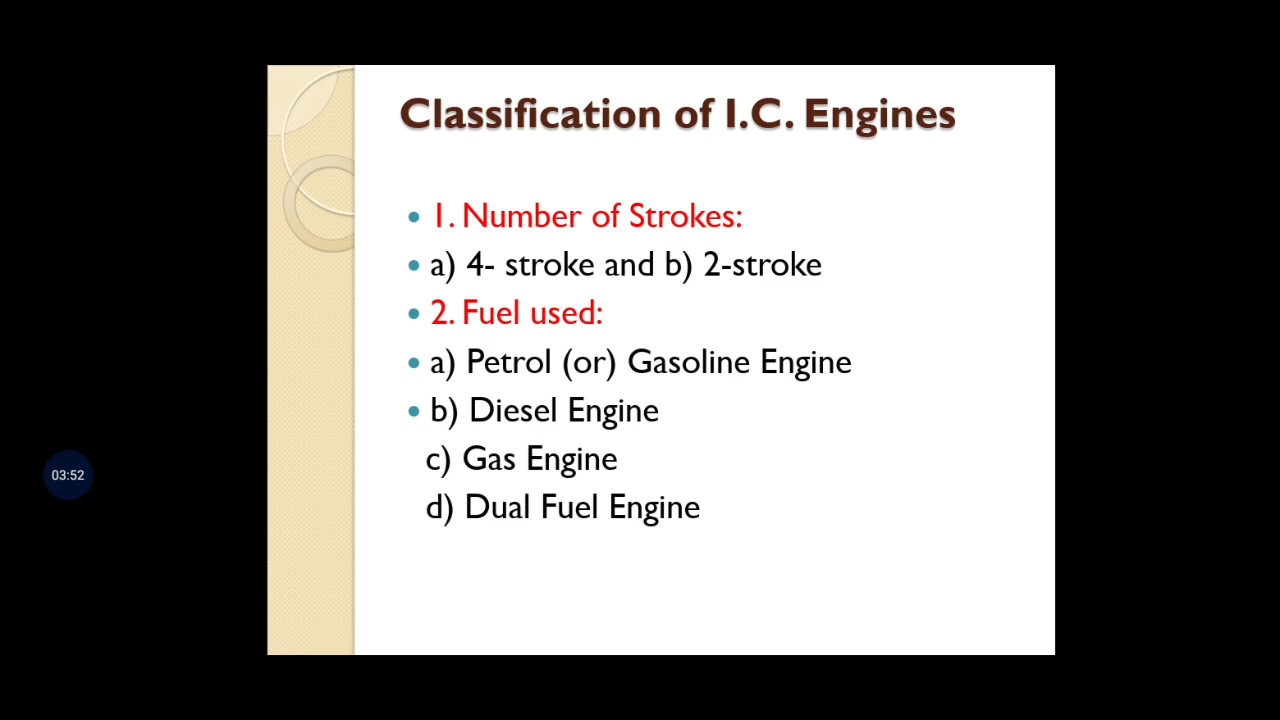 Classification of I.C. Engines
• 1. Number of Strokes:
• a) 4- stroke and b) 2-stroke
• 2. Fuel used:
• a) Petrol (or) Gasoline Engine
• b) Diesel Engine
c) Gas Engine
d) Dual Fuel Engine
03:52